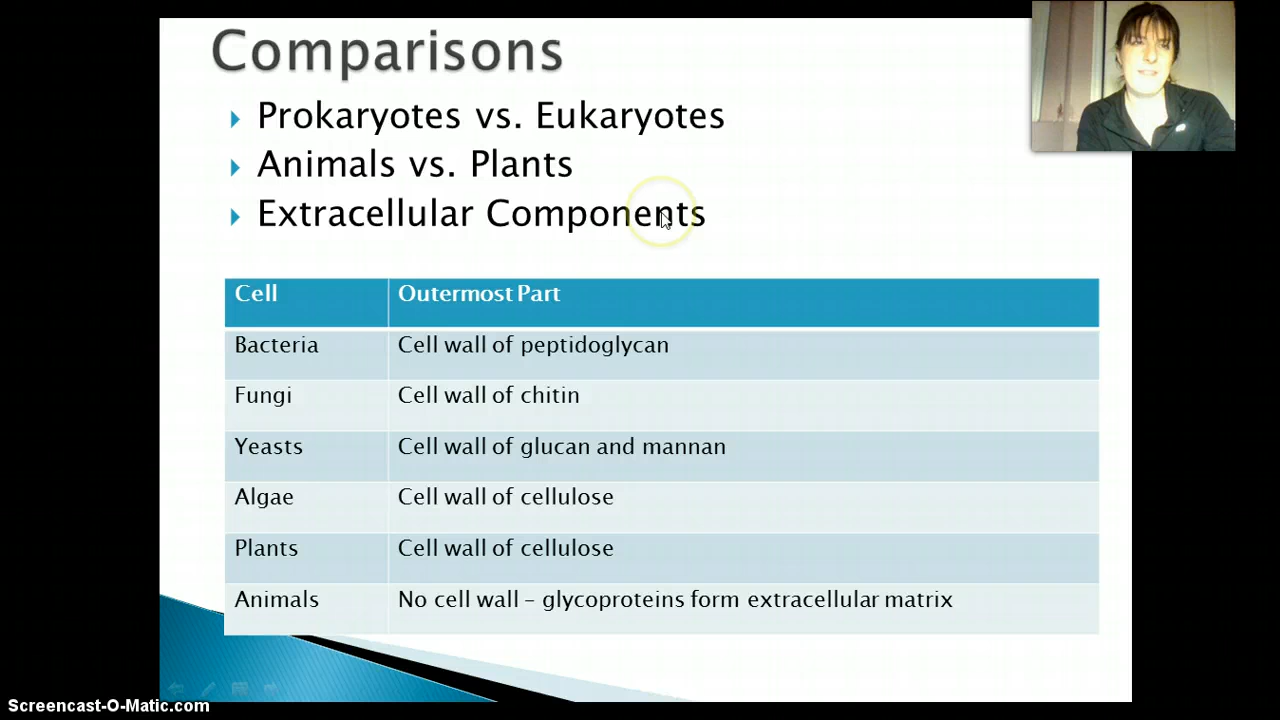 Comparisons
Prokaryotes vs. Eukaryotes
Animals vs. Plants
Extracellular Components
Cell Outermost Part
Bacteria Cell wall of peptidoglycan
Fungi Cell wall of chitin
Yeasts Cell wall of glucan and mannan
Algae Cell wall of cellulose
Plants Cell wall of cellulose
Animals No cell wall – glycoproteins form extracellular matrix
Screencast-O-Matic.com